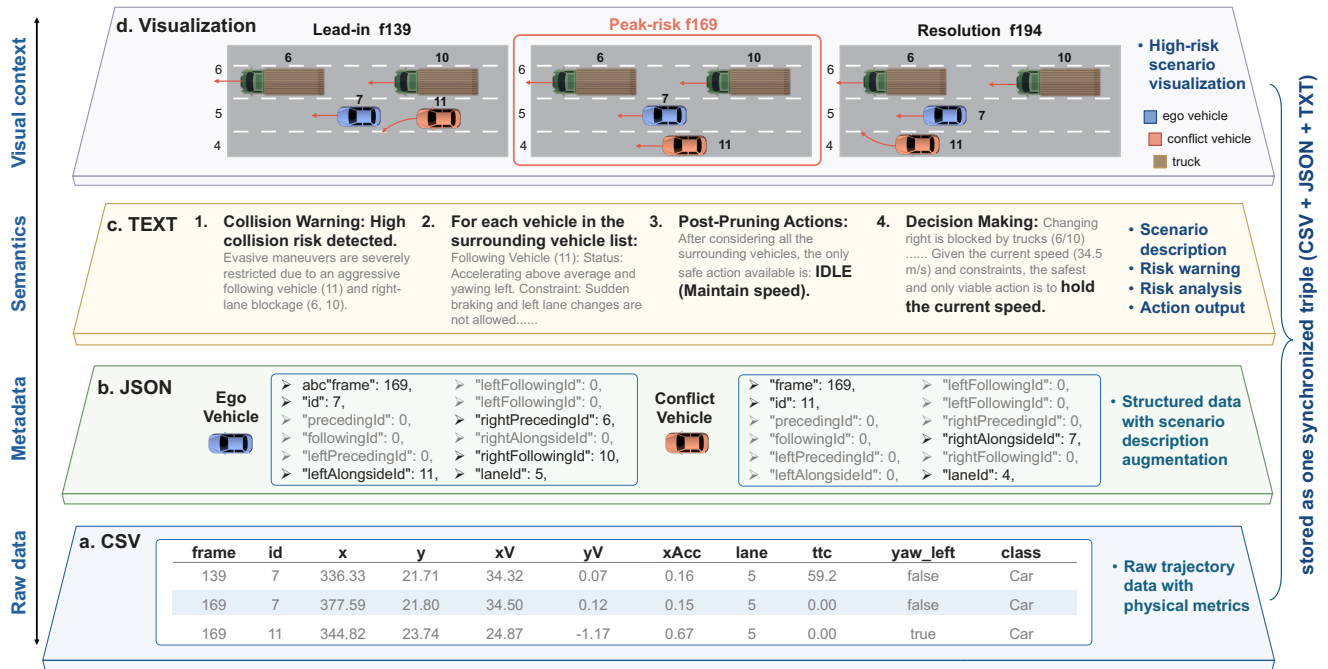 d. Visualization
Lead-in f139
Peak-risk f169
Resolution f194
6
10
6
10
6
10
6
6
6
7
11
7
5
5
5
7
4
4
4
11
11
• High-risk
scenario
visualization
ego vehicle
conflict vehicle
truck
Visual context
c. TEXT
1. Collision Warning: High
collision risk detected.
Evasive maneuvers are severely
restricted due to an aggressive
following vehicle (11) and right-
lane blockage (6, 10).
2. For each vehicle in the
surrounding vehicle list:
Following Vehicle (11): Status:
Accelerating above average and
yawing left. Constraint: Sudden
braking and left lane changes are
not allowed......
3. Post-Pruning Actions:
After considering all the
surrounding vehicles, the only
safe action available is: IDLE
(Maintain speed).
4. Decision Making: Changing
right is blocked by trucks (6/10)
...... Given the current speed (34.5
m/s) and constraints, the safest
and only viable action is to hold
the current speed.
• Scenario
description
• Risk warning
• Risk analysis
• Action output
Semantics
b. JSON
Ego
Vehicle
➢ abc"frame": 169,
➢ "id": 7,
➢ "precedingId": 0,
➢ "followingId": 0,
➢ "leftPrecedingId": 0,
➢ "leftAlongsideId": 11,
➢ "leftFollowingId": 0,
➢ "leftFollowingId": 0,
➢ "rightPrecedingId": 6,
➢ "rightAlongsideId": 0,
➢ "rightFollowingId": 10,
➢ "laneId": 5,
Conflict
Vehicle
➢ "frame": 169,
➢ "id": 11,
➢ "precedingId": 0,
➢ "followingId": 0,
➢ "leftPrecedingId": 0,
➢ "leftAlongsideId": 0,
➢ "leftFollowingId": 0,
➢ "leftFollowingId": 0,
➢ "rightPrecedingId": 0,
➢ "rightAlongsideId": 7,
➢ "rightFollowingId": 0,
➢ "laneId": 4,
• Structured data
with scenario
description
augmentation
Metadata
a. CSV
frame id x y xV yV xAcc lane ttc yaw_left class
139 7 336.33 21.71 34.32 0.07 0.16 5 59.2 false Car
169 7 377.59 21.80 34.50 0.12 0.15 5 0.00 false Car
169 11 344.82 23.74 24.87 -1.17 0.67 5 0.00 true Car
• Raw trajectory
data with
physical metrics
Raw data
stored as one synchronized triple (CSV + JSON + TXT)